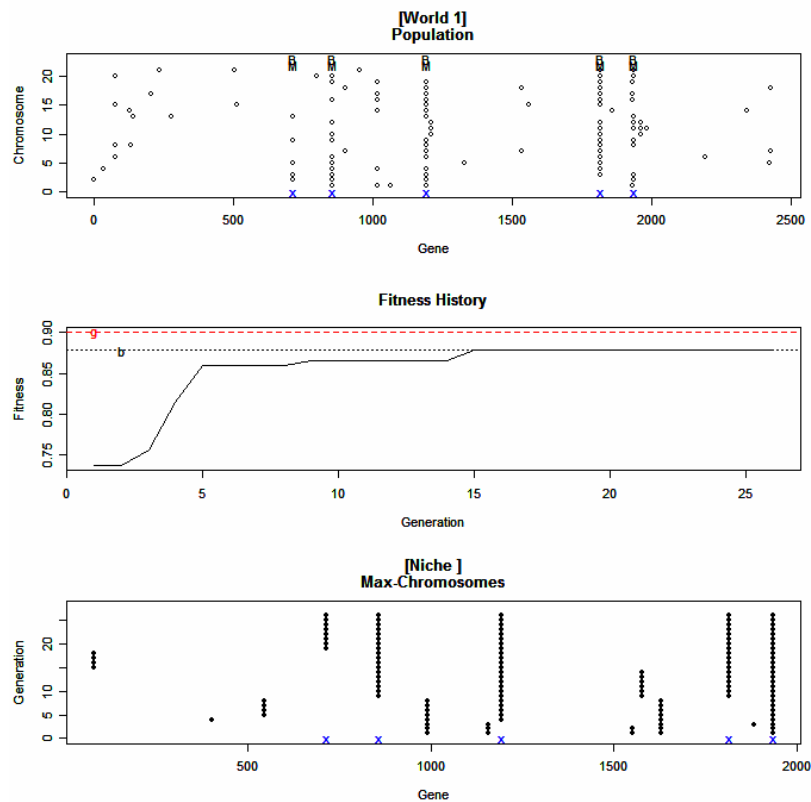 [World 1]
Population
B B B B B
M M M M M
Chromosome
20
15
10
5
0
x x x x x
0 500 1000 1500 2000 2500
Gene
Fitness History
Fitness
0.90
0.85
0.80
0.75
g
b
0 5 10 15 20 25
Generation
[Niche ]
Max-Chromosomes
Generation
20
10
5
0
x x x x x
500 1000 1500 2000
Gene